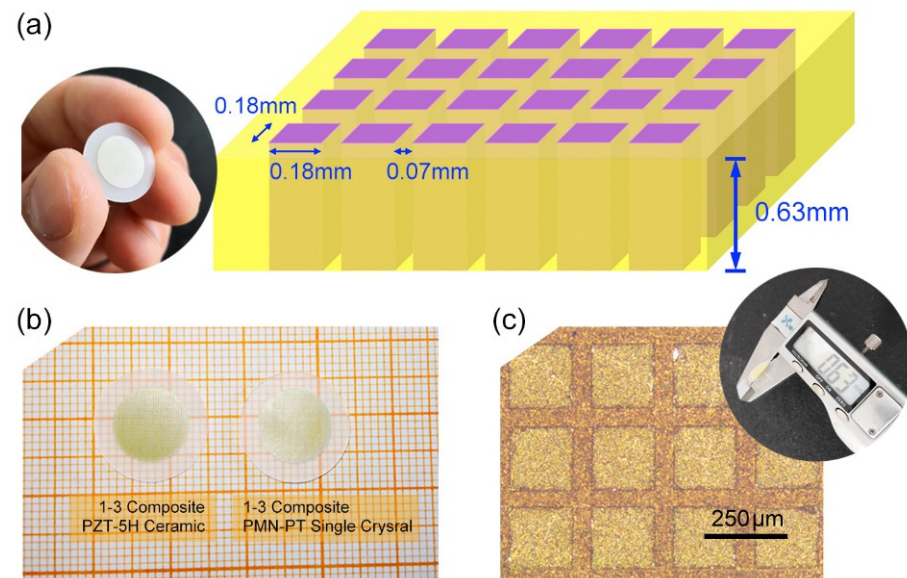 (a)
0.18mm
0.18mm
0.07mm
0.63mm
(b)
1-3 Composite
PZT-5H Ceramic
1-3 Composite
PMN-PT Single Crysral
(c)
0.63
250μm